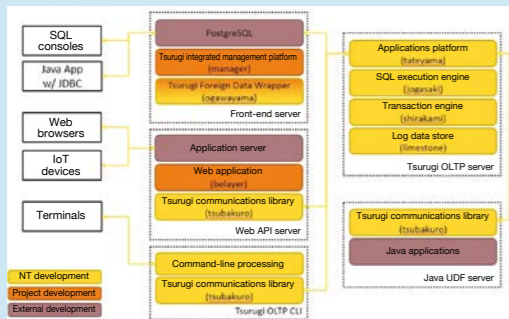 SQL
consoles
Java App
w/ JDBC
Web
browsers
IoT
devices
Terminals
NT development
Project development
External development
PostgreSQL
Tsurugi integrated management platform
(manager)
Tsurugi Foreign Data Wrapper
(ogawayama)
Front-end server
Application server
Web application
(belayer)
Tsurugi communications library
(tsubakuro)
Web API server
Command-line processing
Tsurugi communications library
(tsubakuro)
Tsurugi OLTP CLI
Applications platform
(tateyama)
SQL execution engine
(jogasaki)
Transaction engine
(shirakami)
Log data store
(limestone)
Tsurugi OLTP server
Tsurugi communications library
(tsubakuro)
Java applications
Java UDF server